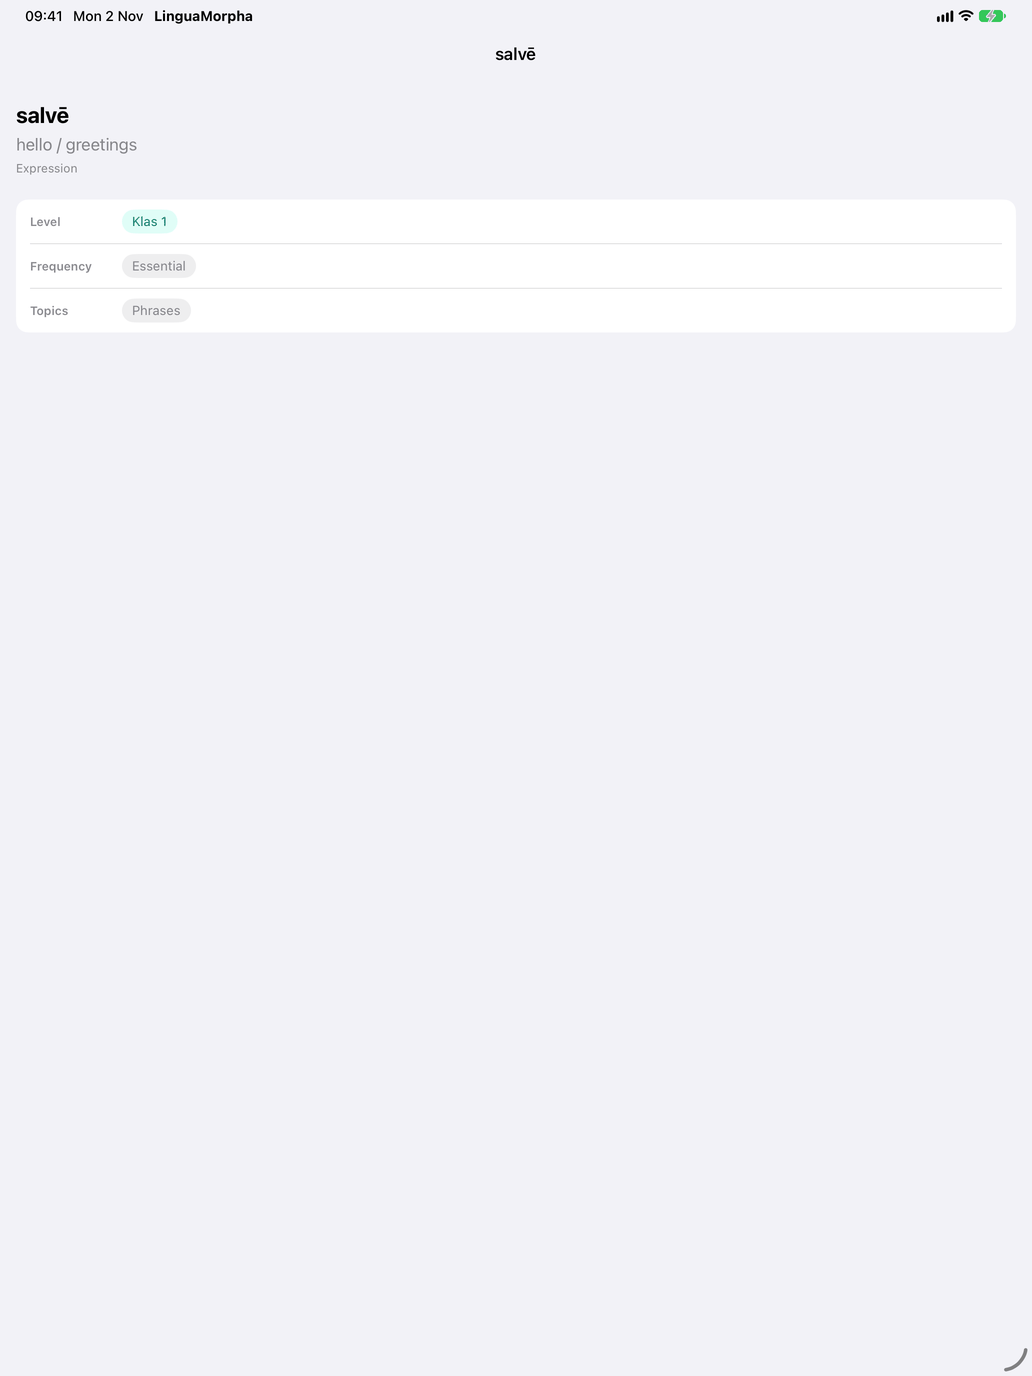 09:41 Mon 2 Nov LinguaMorpha
salvē
salvē
hello / greetings
Expression
Level Klas 1
Frequency Essential
Topics Phrases